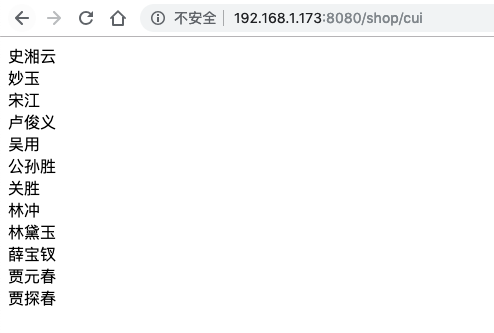 不安全 192.168.1.173:8080/shop/cui
史湘云
妙玉
宋江
卢俊义
吴用
公孙胜
关胜
林冲
林黛玉
薛宝钗
贾元春
贾探春